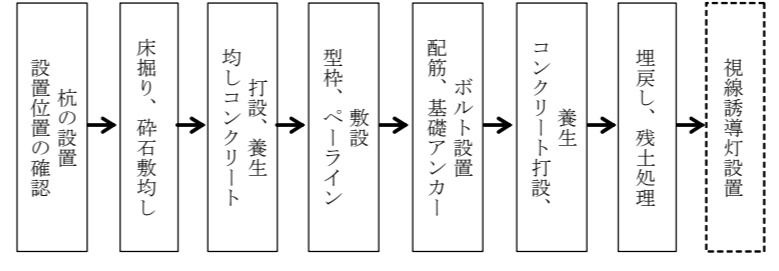 設置位置の確認
杭の設置
床掘り、砕石敷均し
均しコンクリート
打設、養生
型枠、ペーライン
敷設
配筋、基礎アンカー
ボルト設置
コンクリート打設、
養生
埋戻し、残土処理
視線誘導灯設置